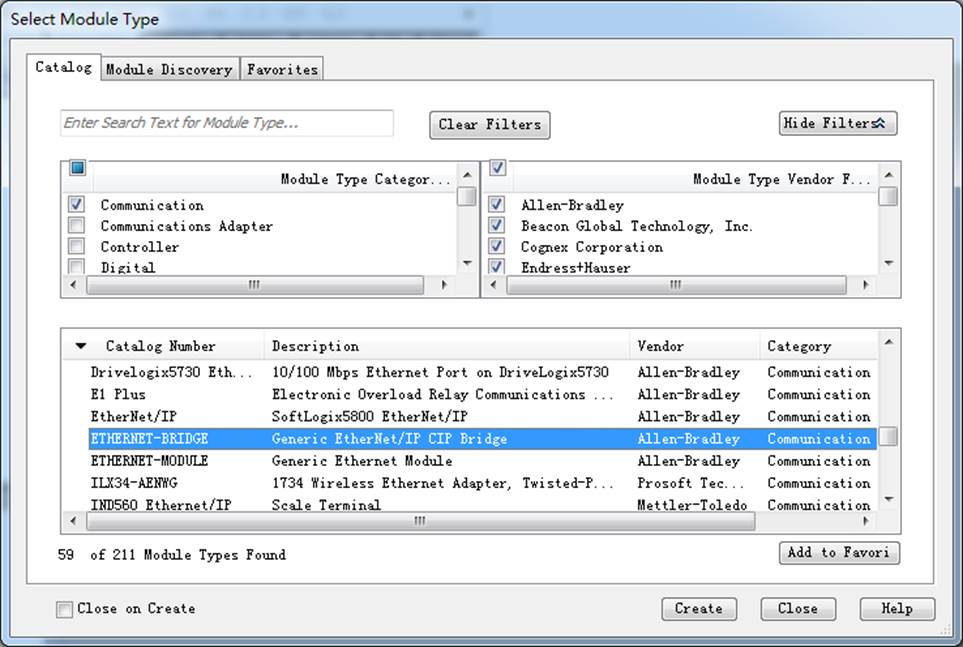 Select Module Type
Catalog Module Discovery Favorites
Enter Search Text for Module Type... Clear Filters Hide Filters
Module Type Categor... Module Type Vendor F...
Communication Allen-Bradley
Communications Adapter Beacon Global Technology, Inc.
Controller Cognex Corporation
Digital Endress+Hauser
Catalog Number Description Vendor Category
Drivelogix5730 Eth... 10/100 Mbps Ethernet Port on DriveLogix5730 Allen-Bradley Communication
E1 Plus Electronic Overload Relay Communications ... Allen-Bradley Communication
EtherNet/IP SoftLogix5800 EtherNet/IP Allen-Bradley Communication
ETHERNET-BRIDGE Generic EtherNet/IP CIP Bridge Allen-Bradley Communication
ETHERNET-MODULE Generic Ethernet Module Allen-Bradley Communication
ILX34-AENWG 1734 Wireless Ethernet Adapter, Twisted-P... Prosoft Tec... Communication
IND560 Ethernet/IP Scale Terminal Mettler-Toledo Communication
59 of 211 Module Types Found Add to Favori
Close on Create Create Close Help